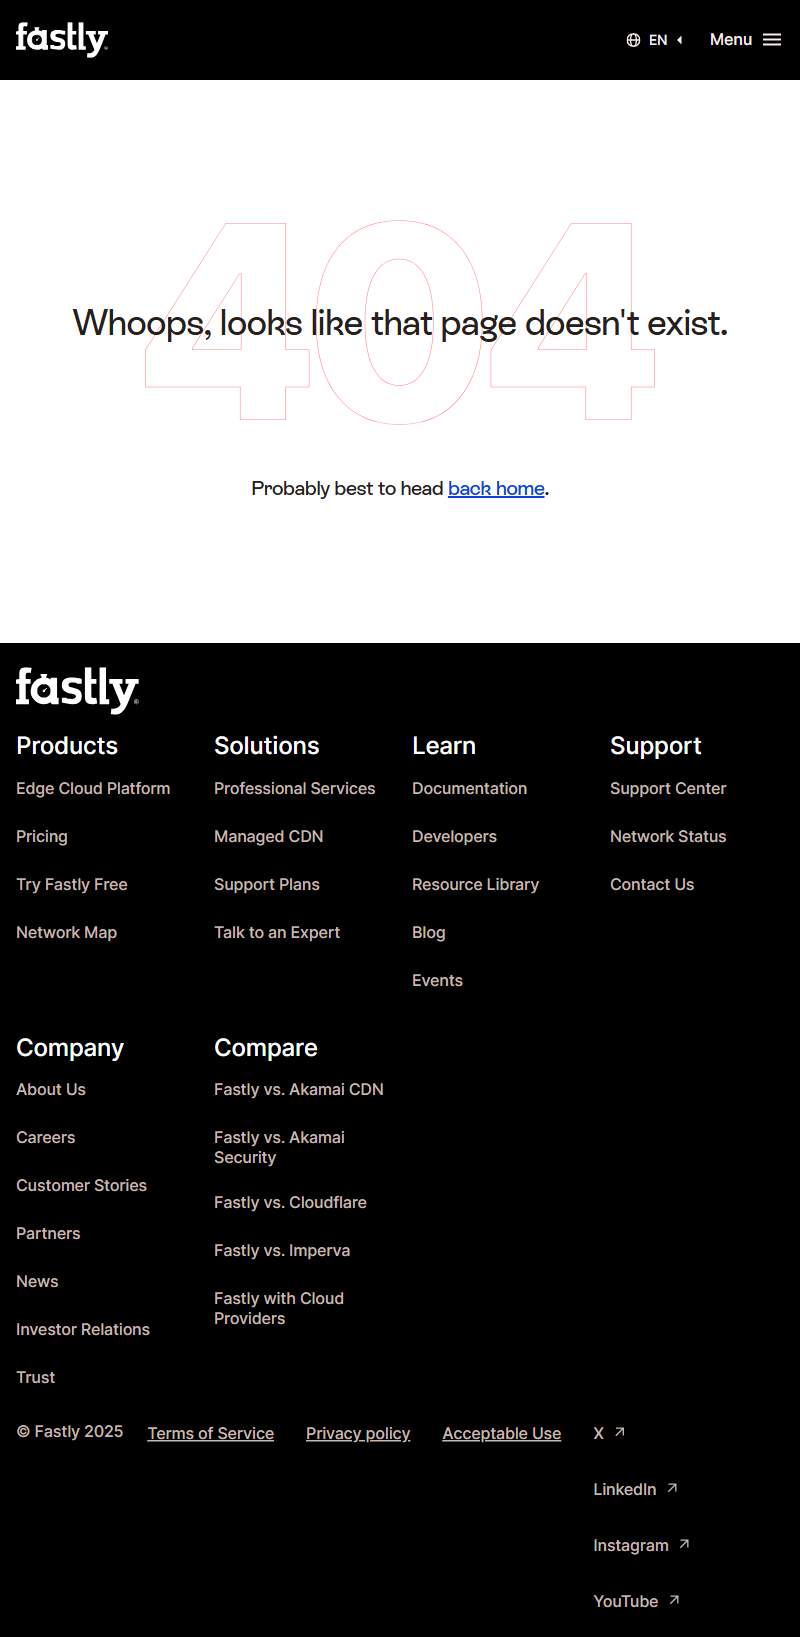 fastly
EN
Menu
404
Whoops, looks like that page doesn't exist.
Probably best to head back home.
fastly
Products
Edge Cloud Platform
Pricing
Try Fastly Free
Network Map
Solutions
Professional Services
Managed CDN
Support Plans
Talk to an Expert
Learn
Documentation
Developers
Resource Library
Blog
Events
Support
Support Center
Network Status
Contact Us
Company
About Us
Careers
Customer Stories
Partners
News
Investor Relations
Trust
Compare
Fastly vs. Akamai CDN
Fastly vs. Akamai
Security
Fastly vs. Cloudflare
Fastly vs. Imperva
Fastly with Cloud
Providers
© Fastly 2025
Terms of Service
Privacy policy
Acceptable Use
X
LinkedIn
Instagram
YouTube